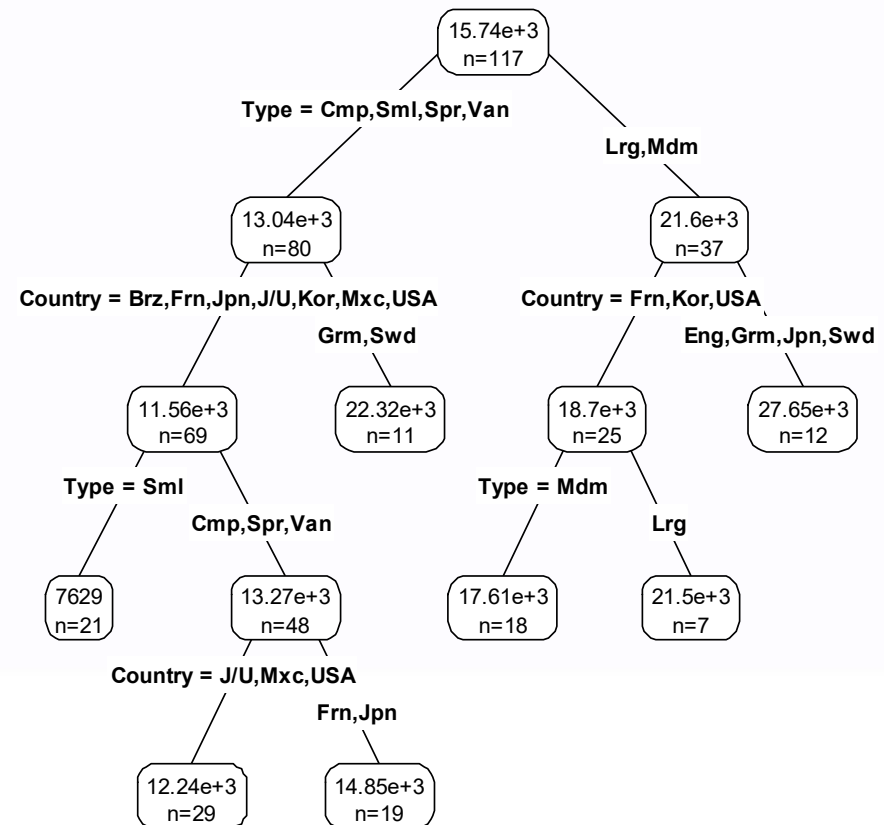 15.74e+3
n=117
Type = Cmp,Sml,Spr,Van
Lrg,Mdm
13.04e+3
n=80
21.6e+3
n=37
Country = Brz,Frn,Jpn,J/U,Kor,Mxc,USA
Grm,Swd
Country = Frn,Kor,USA
Eng,Grm,Jpn,Swd
11.56e+3
n=69
22.32e+3
n=11
18.7e+3
n=25
27.65e+3
n=12
Type = Sml
Cmp,Spr,Van
Type = Mdm
Lrg
7629
n=21
13.27e+3
n=48
17.61e+3
n=18
21.5e+3
n=7
Country = J/U,Mxc,USA
Frn,Jpn
12.24e+3
n=29
14.85e+3
n=19